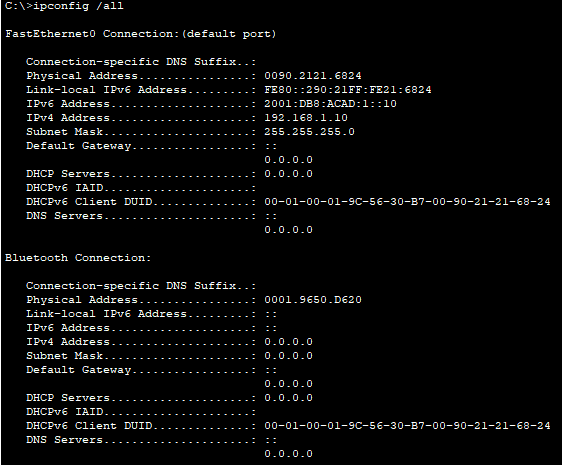 C:\>ipconfig /all
FastEthernet0 Connection:(default port)
Connection-specific DNS Suffix..:
Physical Address................: 0090.2121.6824
Link-local IPv6 Address.........: FE80::290:21FF:FE21:6824
IPv6 Address....................: 2001:DB8:ACAD:1::10
IPv4 Address....................: 192.168.1.10
Subnet Mask.....................: 255.255.255.0
Default Gateway.................: ::
0.0.0.0
DHCP Servers....................: 0.0.0.0
DHCPv6 IAID.....................:
DHCPv6 Client DUID..............: 00-01-00-01-9C-56-30-B7-00-90-21-21-68-24
DNS Servers.....................: ::
0.0.0.0
Bluetooth Connection:
Connection-specific DNS Suffix..:
Physical Address................: 0001.9650.D620
Link-local IPv6 Address.........: ::
IPv6 Address....................: ::
IPv4 Address....................: 0.0.0.0
Subnet Mask.....................: 0.0.0.0
Default Gateway.................: ::
0.0.0.0
DHCP Servers....................: 0.0.0.0
DHCPv6 IAID.....................:
DHCPv6 Client DUID..............: 00-01-00-01-9C-56-30-B7-00-90-21-21-68-24
DNS Servers.....................: ::
0.0.0.0